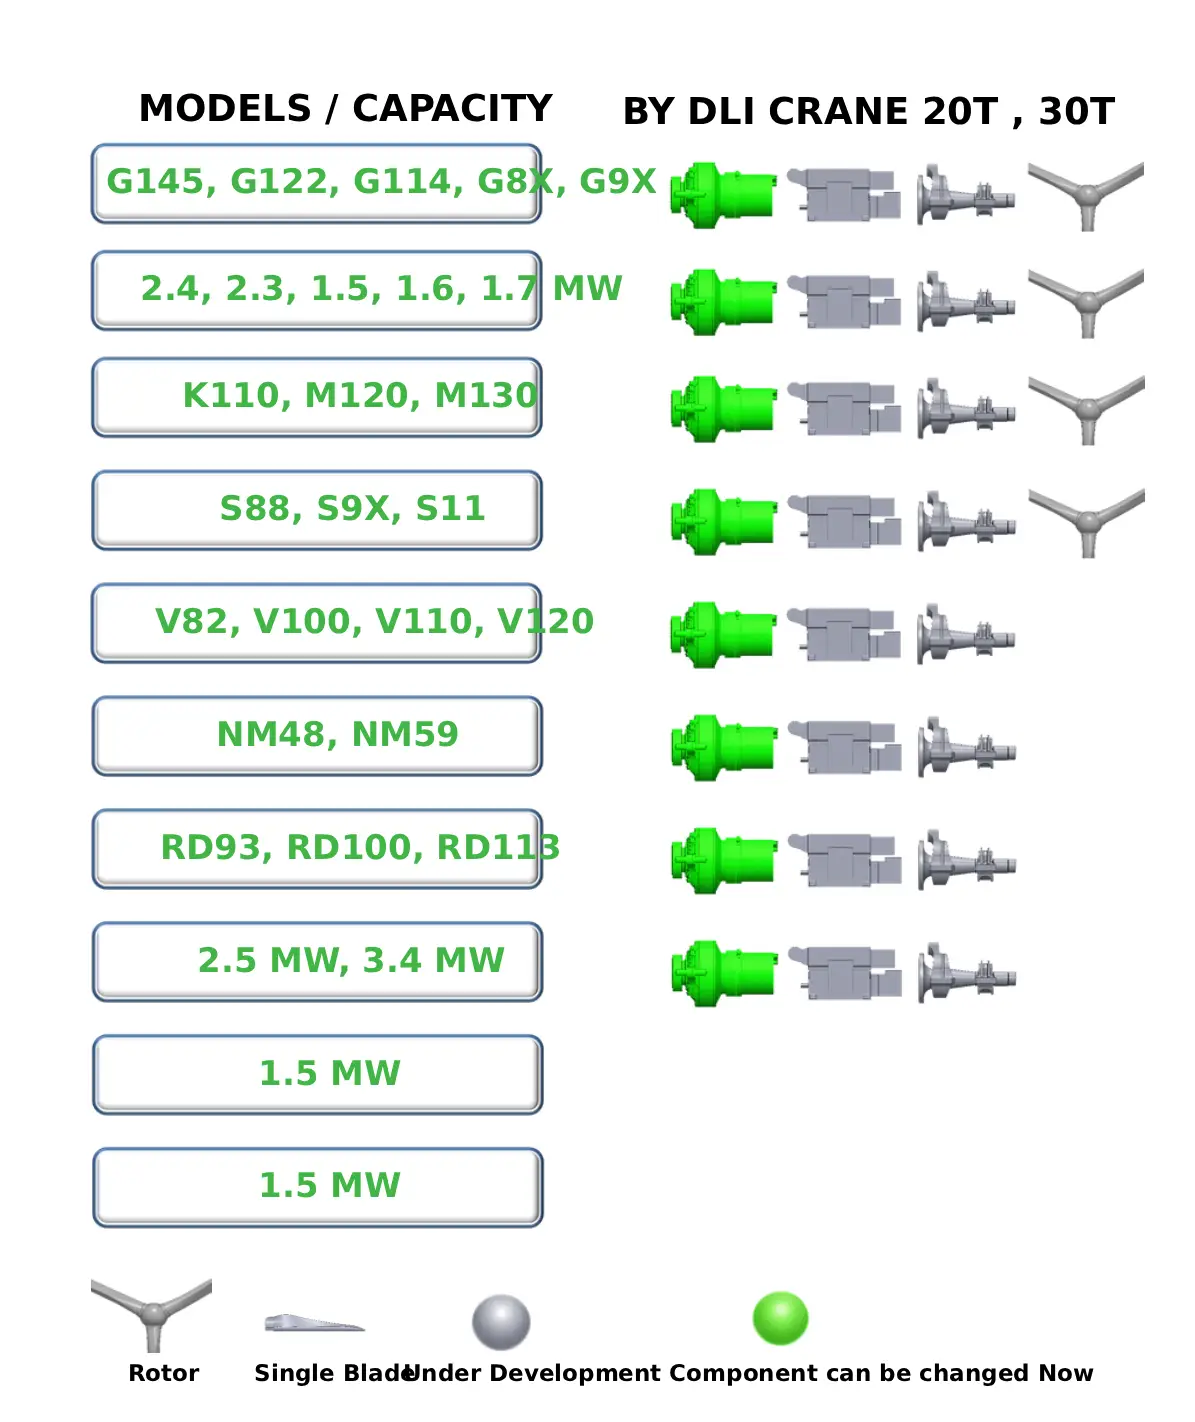 MODELS / CAPACITY
BY DLI CRANE 20T , 30T
G145, G122, G114, G8X, G9X
2.4, 2.3, 1.5, 1.6, 1.7 MW
K110, M120, M130
S88, S9X, S11
V82, V100, V110, V120
NM48, NM59
RD93, RD100, RD113
2.5 MW, 3.4 MW
1.5 MW
1.5 MW
Rotor
Single Blade
Under Development
Component can be changed Now